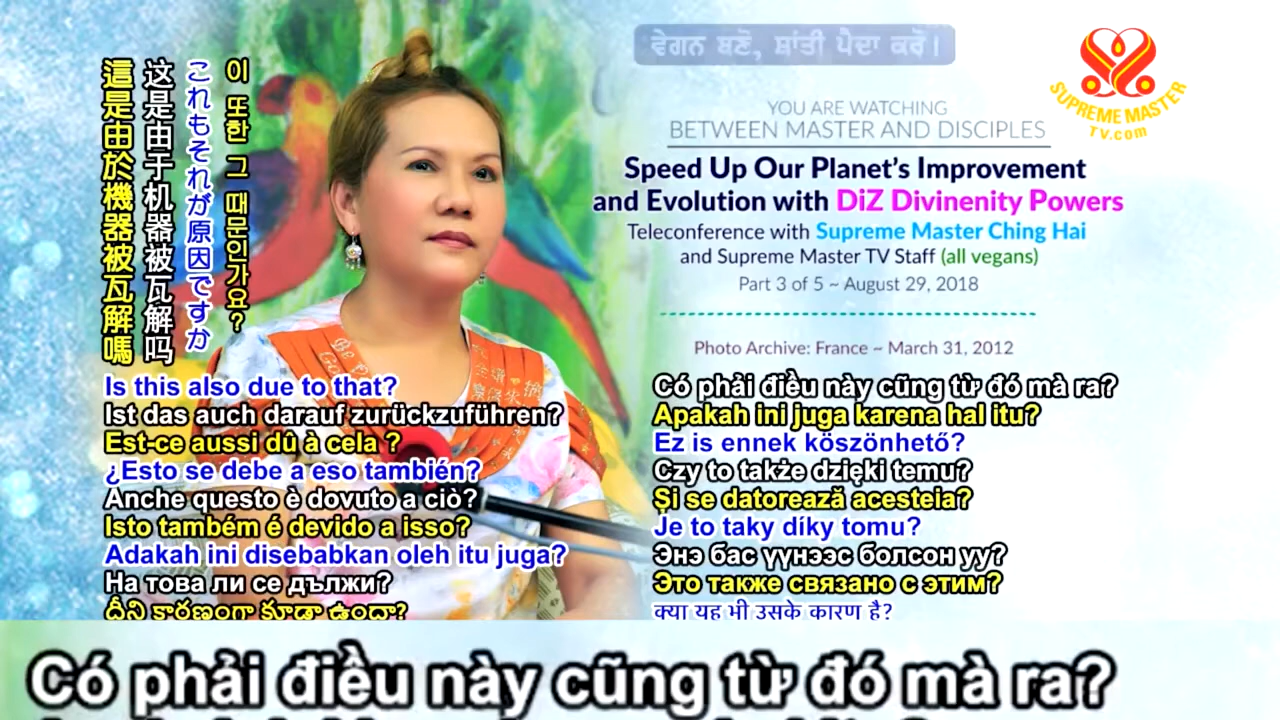 ਵੇਗਨ ਬਣੋ, ਸ਼ਾਂਤੀ ਪੈਦਾ ਕਰੋ।
SUPREME MASTER
TV.com
YOU ARE WATCHING
BETWEEN MASTER AND DISCIPLES
Speed Up Our Planet's Improvement
and Evolution with DiZ Divinenity Powers
Teleconference with Supreme Master Ching Hai
and Supreme Master TV Staff (all vegans)
Part 3 of 5 ~ August 29, 2018
Photo Archive: France ~ March 31, 2012
這是由於機器被瓦解嗎
这是由于机器被瓦解吗
これもそれが原因ですか
이 또한 그 때문인가요?
Is this also due to that?
Ist das auch darauf zurückzuführen?
Est-ce aussi dû à cela ?
¿Esto se debe a eso también?
Anche questo è dovuto a ciò?
Isto também é devido a isso?
Adakah ini disebabkan oleh itu juga?
На това ли се дължи?
దీని కారణంగా కూడా ఉందా?
Có phải điều này cũng từ đó mà ra?
Apakah ini juga karena hal itu?
Ez is ennek köszönhető?
Czy to także dzięki temu?
Și se datorează acesteia?
Je to taky díky tomu?
Энэ бас үүнээс болсон уу?
Это также связано с этим?
क्या यह भी उसके कारण है?
Có phải điều này cũng từ đó mà ra?